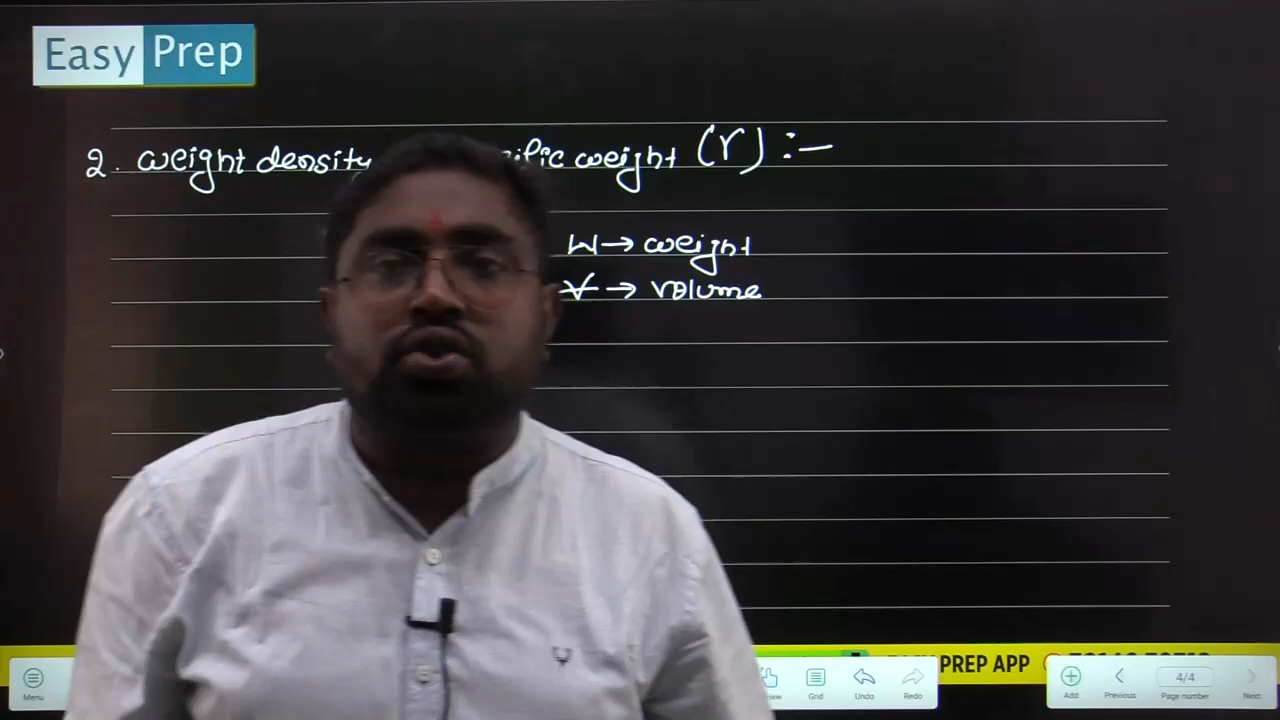 Easy Prep
2. weight density weight (γ) :-
W → weight
V → volume
PREP APP
Menu Grid Undo Redo Add Previous 4/4 Page number Next